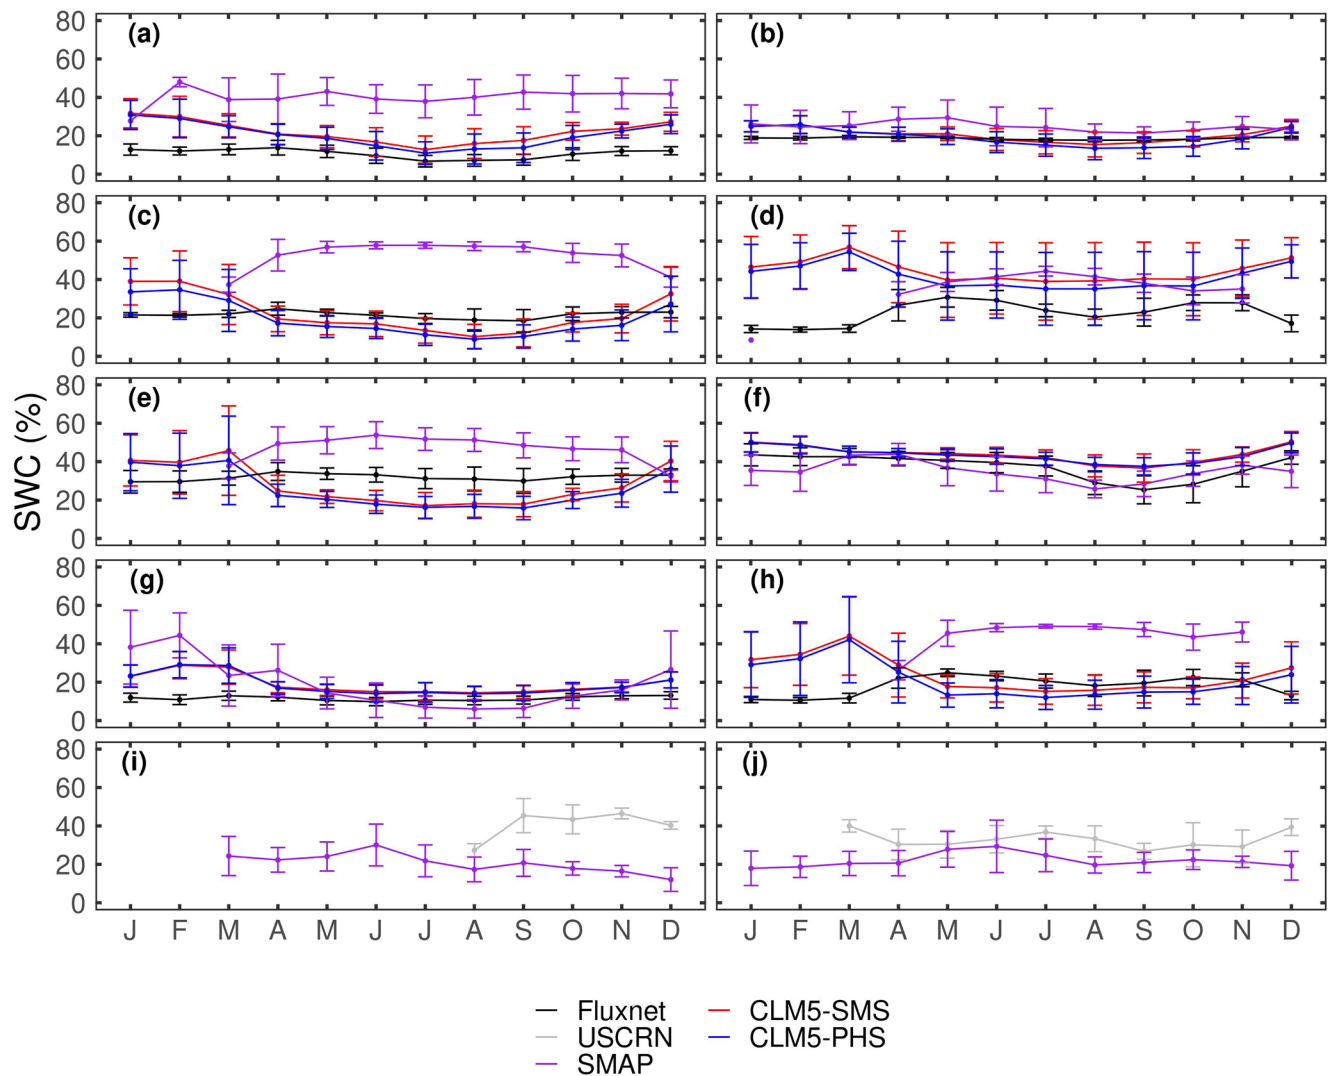 SWC (%)
(a)
80
60
40
20
0
(b)
(c)
80
60
40
20
0
(d)
(e)
80
60
40
20
0
(f)
(g)
80
60
40
20
0
(h)
(i)
80
60
40
20
0
(j)
J F M A M J J A S O N D
J F M A M J J A S O N D
Fluxnet
USCRN
SMAP
CLM5-SMS
CLM5-PHS